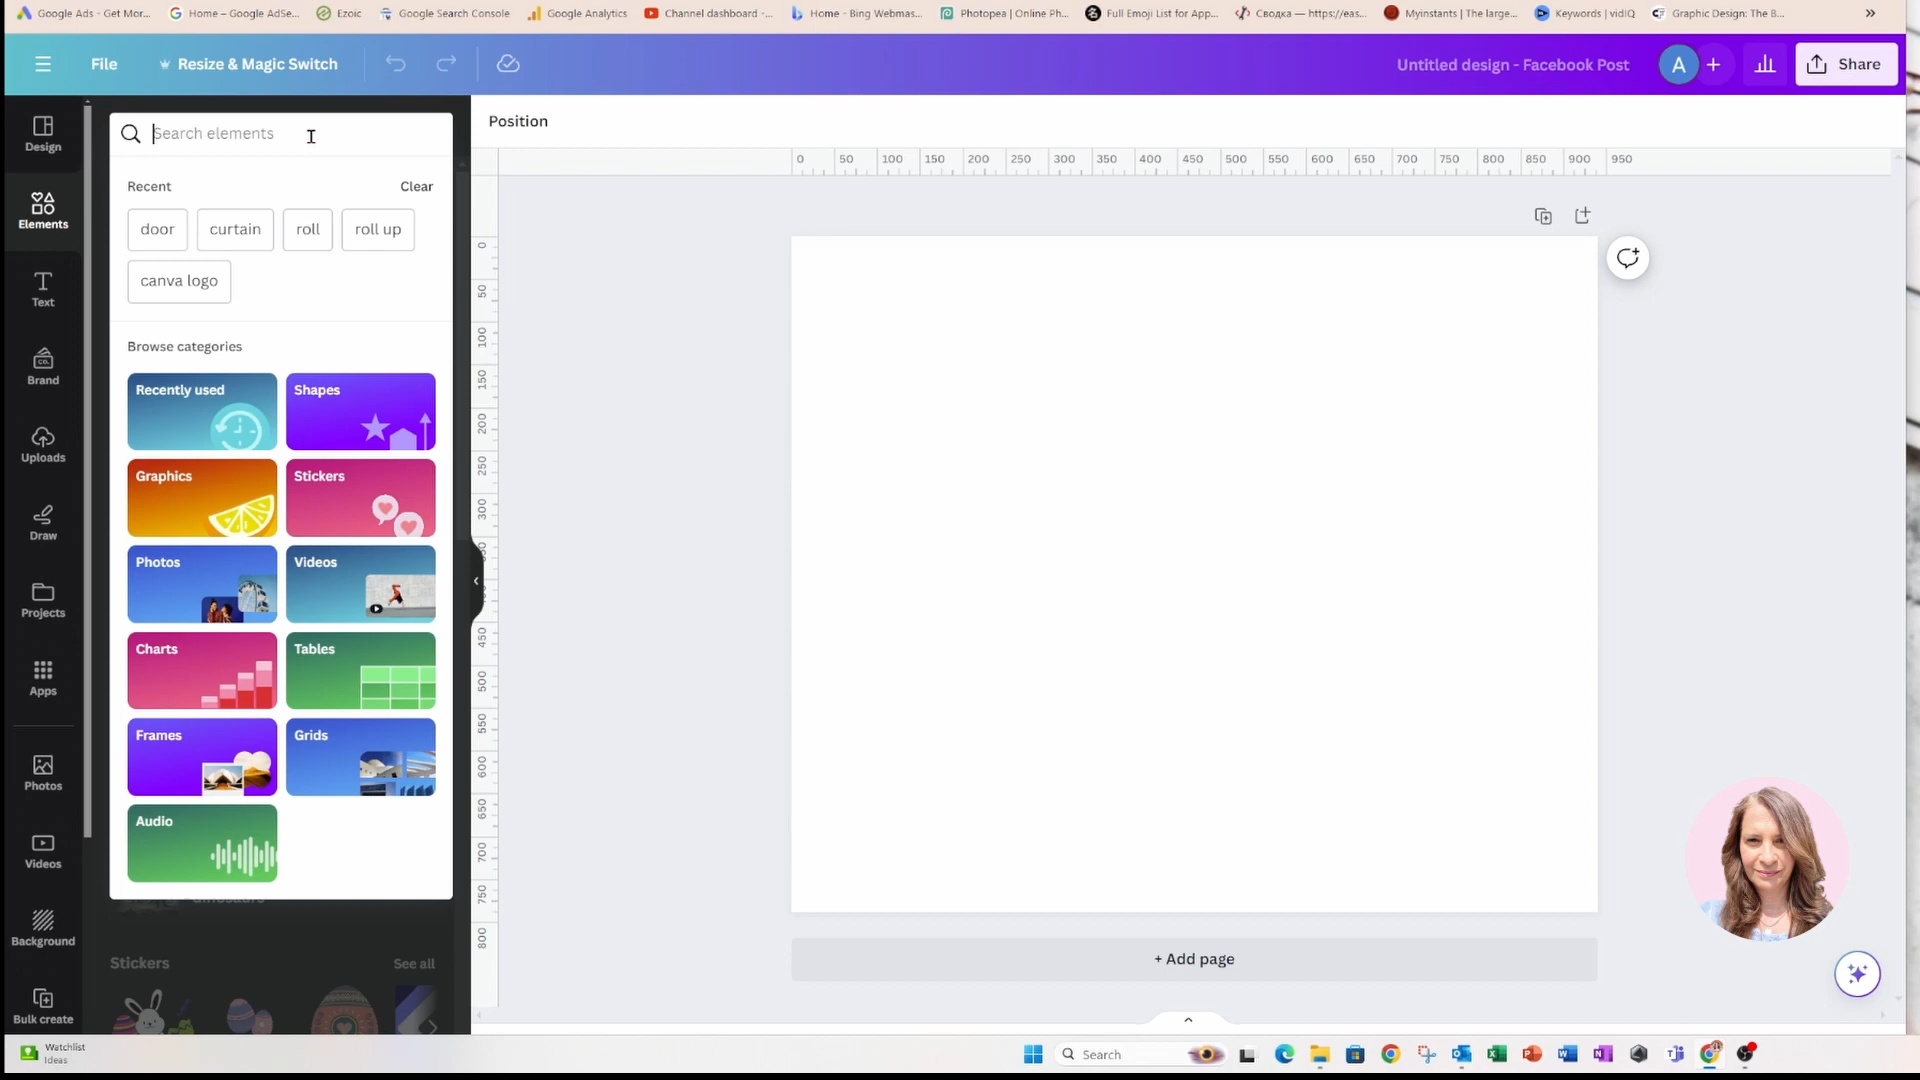 Google Ads - Get Mor...
Home – Google AdSe...
Ezoic
Google Search Console
Google Analytics
Channel dashboard -...
Home - Bing Webmas...
Photopea | Online Ph...
Full Emoji List for App...
Сводка — https://eas...
Myinstants | The large...
Keywords | vidIQ
Graphic Design: The B...
»
File
Resize & Magic Switch
Untitled design - Facebook Post
A
+
Share
Design
Elements
Text
Brand
CO.
Uploads
Draw
Projects
Apps
Photos
Videos
Background
Bulk create
Search elements
Recent
Clear
door
curtain
roll
roll up
canva logo
Browse categories
Recently used
Shapes
Graphics
Stickers
Photos
Videos
Charts
Tables
Frames
Grids
Audio
dinosaurs
Stickers
See all
Position
0 50 100 150 200 250 300 350 400 450 500 550 600 650 700 750 800 850 900 950
0
50
100
150
200
250
300
350
400
450
500
550
600
650
700
750
800
+ Add page
Watchlist
Ideas
Search